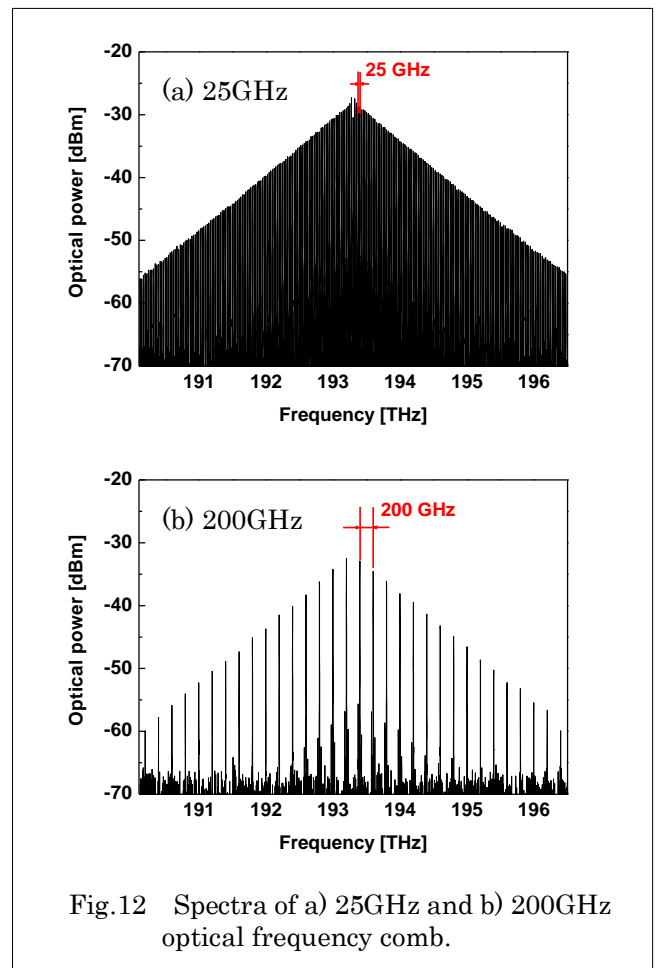 -20
25 GHz
(a) 25GHz
-30
-40
-50
-60
-70
Optical power [dBm]
191 192 193 194 195 196
Frequency [THz]
-20
(b) 200GHz
200 GHz
-30
-40
-50
-60
-70
Optical power [dBm]
191 192 193 194 195 196
Frequency [THz]
Fig.12 Spectra of a) 25GHz and b) 200GHz
optical frequency comb.